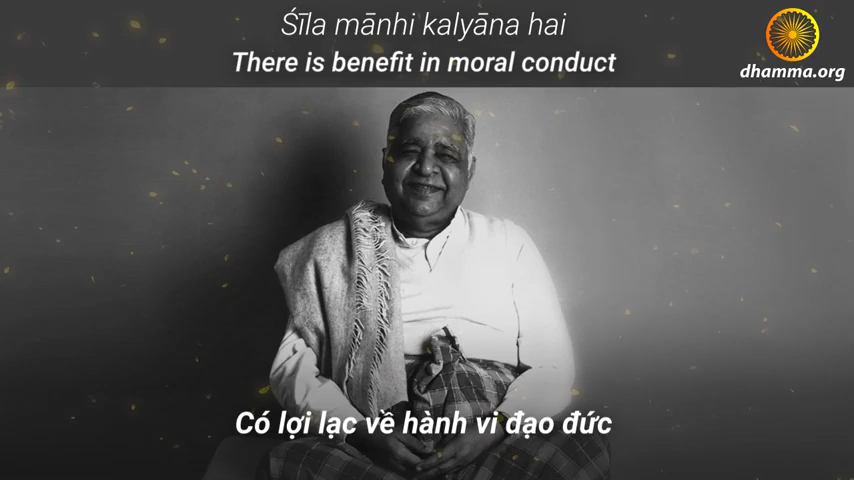 Śīla mānhi kalyāna hai
There is benefit in moral conduct
dhamma.org
Có lợi lạc về hành vi đạo đức